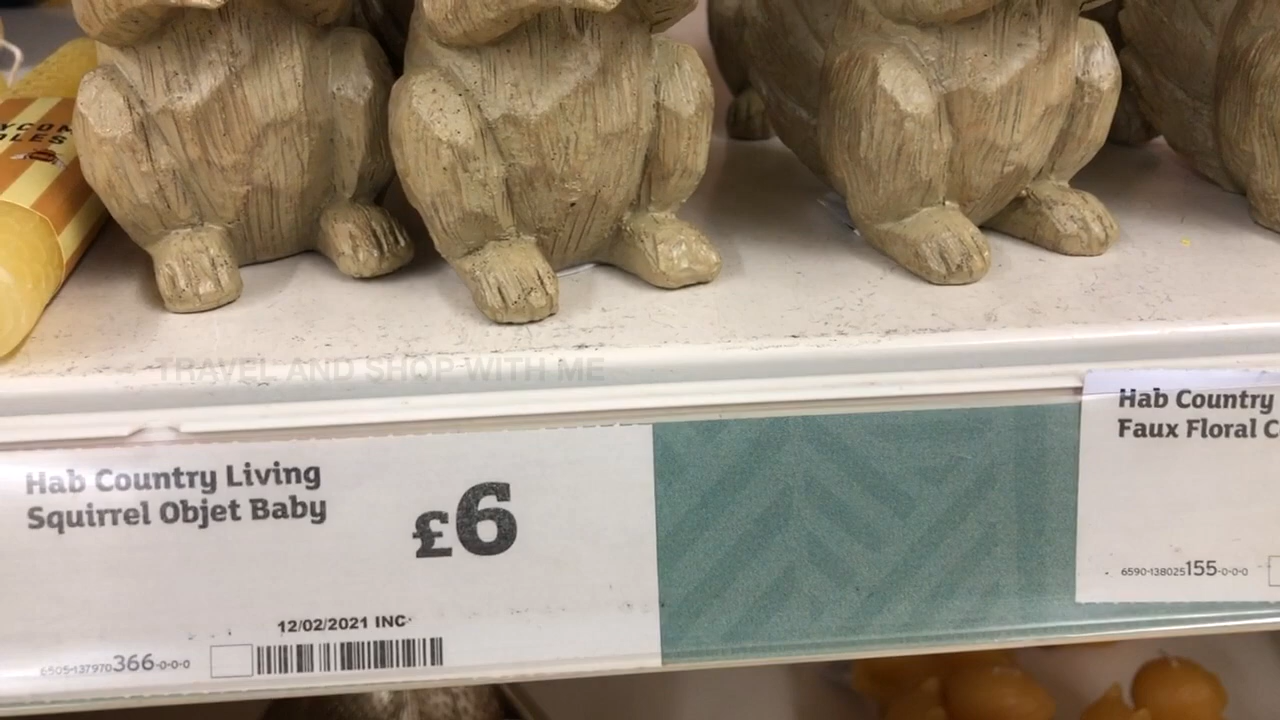 TRAVEL AND SHOP WITH ME
Hab Country Living
Squirrel Objet Baby
£6
12/02/2021 INC
6505-137970366-0-0-0
Hab Country
Faux Floral C
6590-138025155-0-0-0